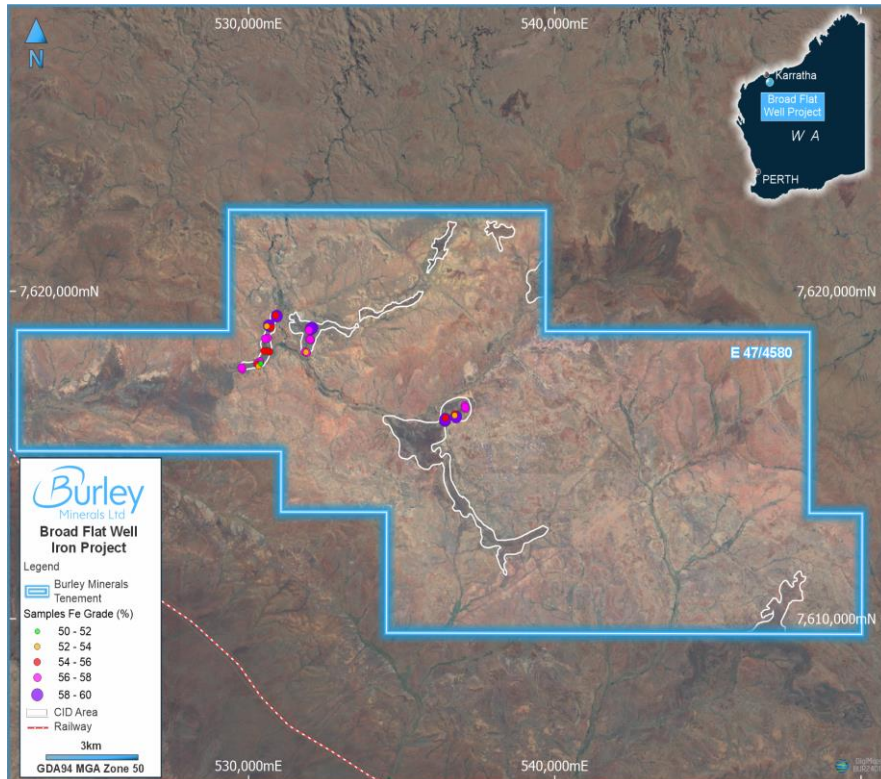 530,000mE
540,000mE
N
Karratha
Broad Flat
Well Project
W A
PERTH
7,620,000mN
7,620,000mN
E 47/4580
Burley
Minerals Ltd
Broad Flat Well
Iron Project
Legend
Burley Minerals
Tenement
Samples Fe Grade (%)
50 - 52
52 - 54
54 - 56
56 - 58
58 - 60
CID Area
Railway
3km
GDA94 MGA Zone 50
7,610,000mN
530,000mE
540,000mE